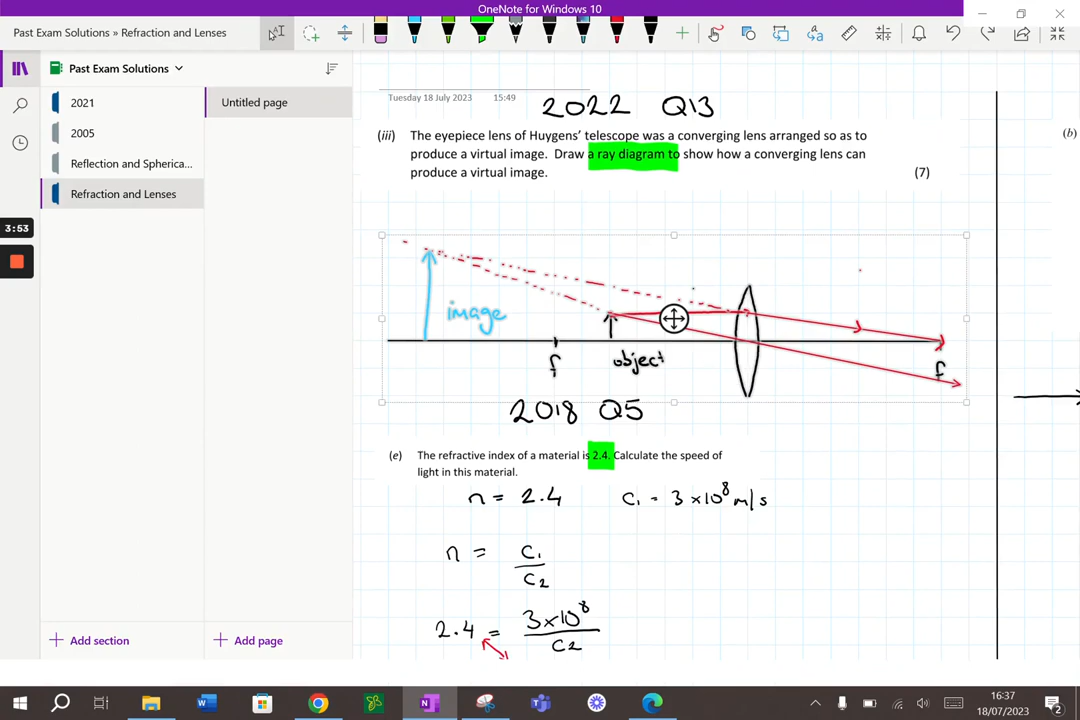 OneNote for Windows 10
Past Exam Solutions » Refraction and Lenses
Past Exam Solutions
2021
2005
Reflection and Spherica...
Refraction and Lenses
Untitled page
3:53
Tuesday 18 July 2023 15:49
2022 Q13
(iii) The eyepiece lens of Huygens' telescope was a converging lens arranged so as to
produce a virtual image. Draw a ray diagram to show how a converging lens can
produce a virtual image. (7)
(b)
image
f
object
f
2018 Q5
(e) The refractive index of a material is 2.4. Calculate the speed of
light in this material.
n = 2.4 C₁ = 3 × 10⁸ m/s
n = C₁
C₂
2.4 = 3×10⁸
C2
Add section
Add page
16:37
18/07/2023
2